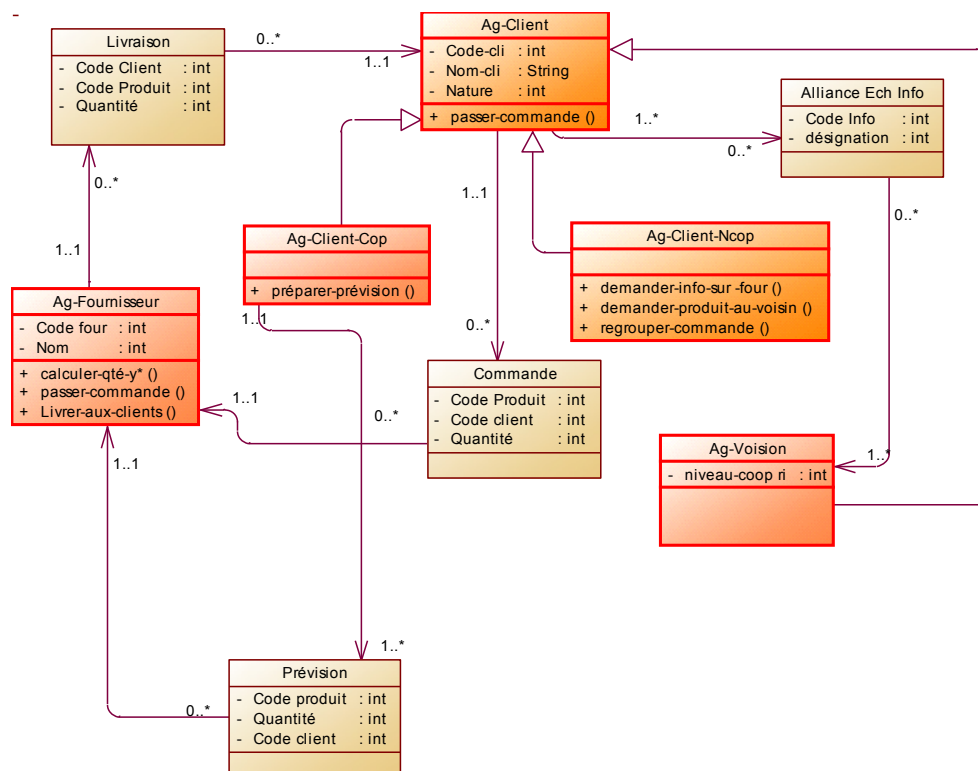 Ag-Client
- Code-cli : int
- Nom-cli : String
- Nature : int
+ passer-commande ()
Livraison
- Code Client : int
- Code Produit : int
- Quantité : int
0..*
1..1
Alliance Ech Info
- Code Info : int
- désignation : int
1..*
0..*
0..*
1..1
0..*
1..1
Ag-Client-Cop
+ préparer-prévision ()
Ag-Client-Ncop
+ demander-info-sur -four ()
+ demander-produit-au-voisin ()
+ regrouper-commande ()
Ag-Fournisseur
- Code four : int
- Nom : int
+ calculer-qté-y* ()
+ passer-commande ()
+ Livrer-aux-clients ()
1..1
0..*
Commande
- Code Produit : int
- Code client : int
- Quantité : int
1..1
0..*
1..1
Ag-Voision
- niveau-coop ri : int
1..*
1..*
0..*
Prévision
- Code produit : int
- Quantité : int
- Code client : int